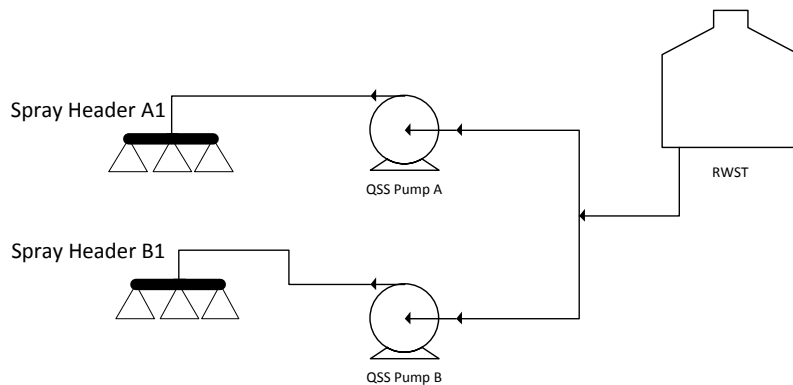 Spray Header A1
QSS Pump A
RWST
Spray Header B1
QSS Pump B